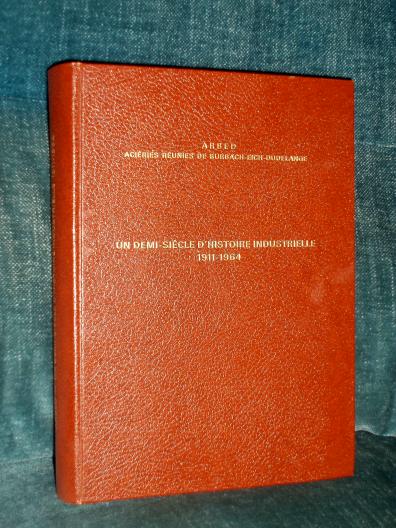 ARBED
ACIÉRIES RÉUNIES DE BURBACH-EICH-DUDELANGE
UN DEMI-SIÈCLE D'HISTOIRE INDUSTRIELLE
1911-1964